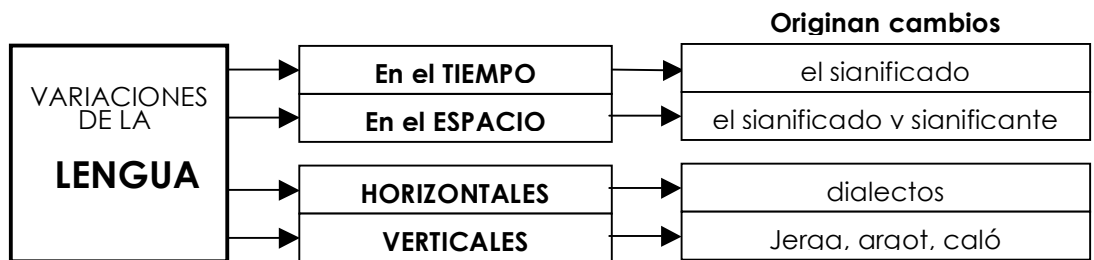 Originan cambios
VARIACIONES
DE LA
LENGUA
En el TIEMPO
el significado
En el ESPACIO
el significado y significante
HORIZONTALES
dialectos
VERTICALES
Jerga, argot, caló